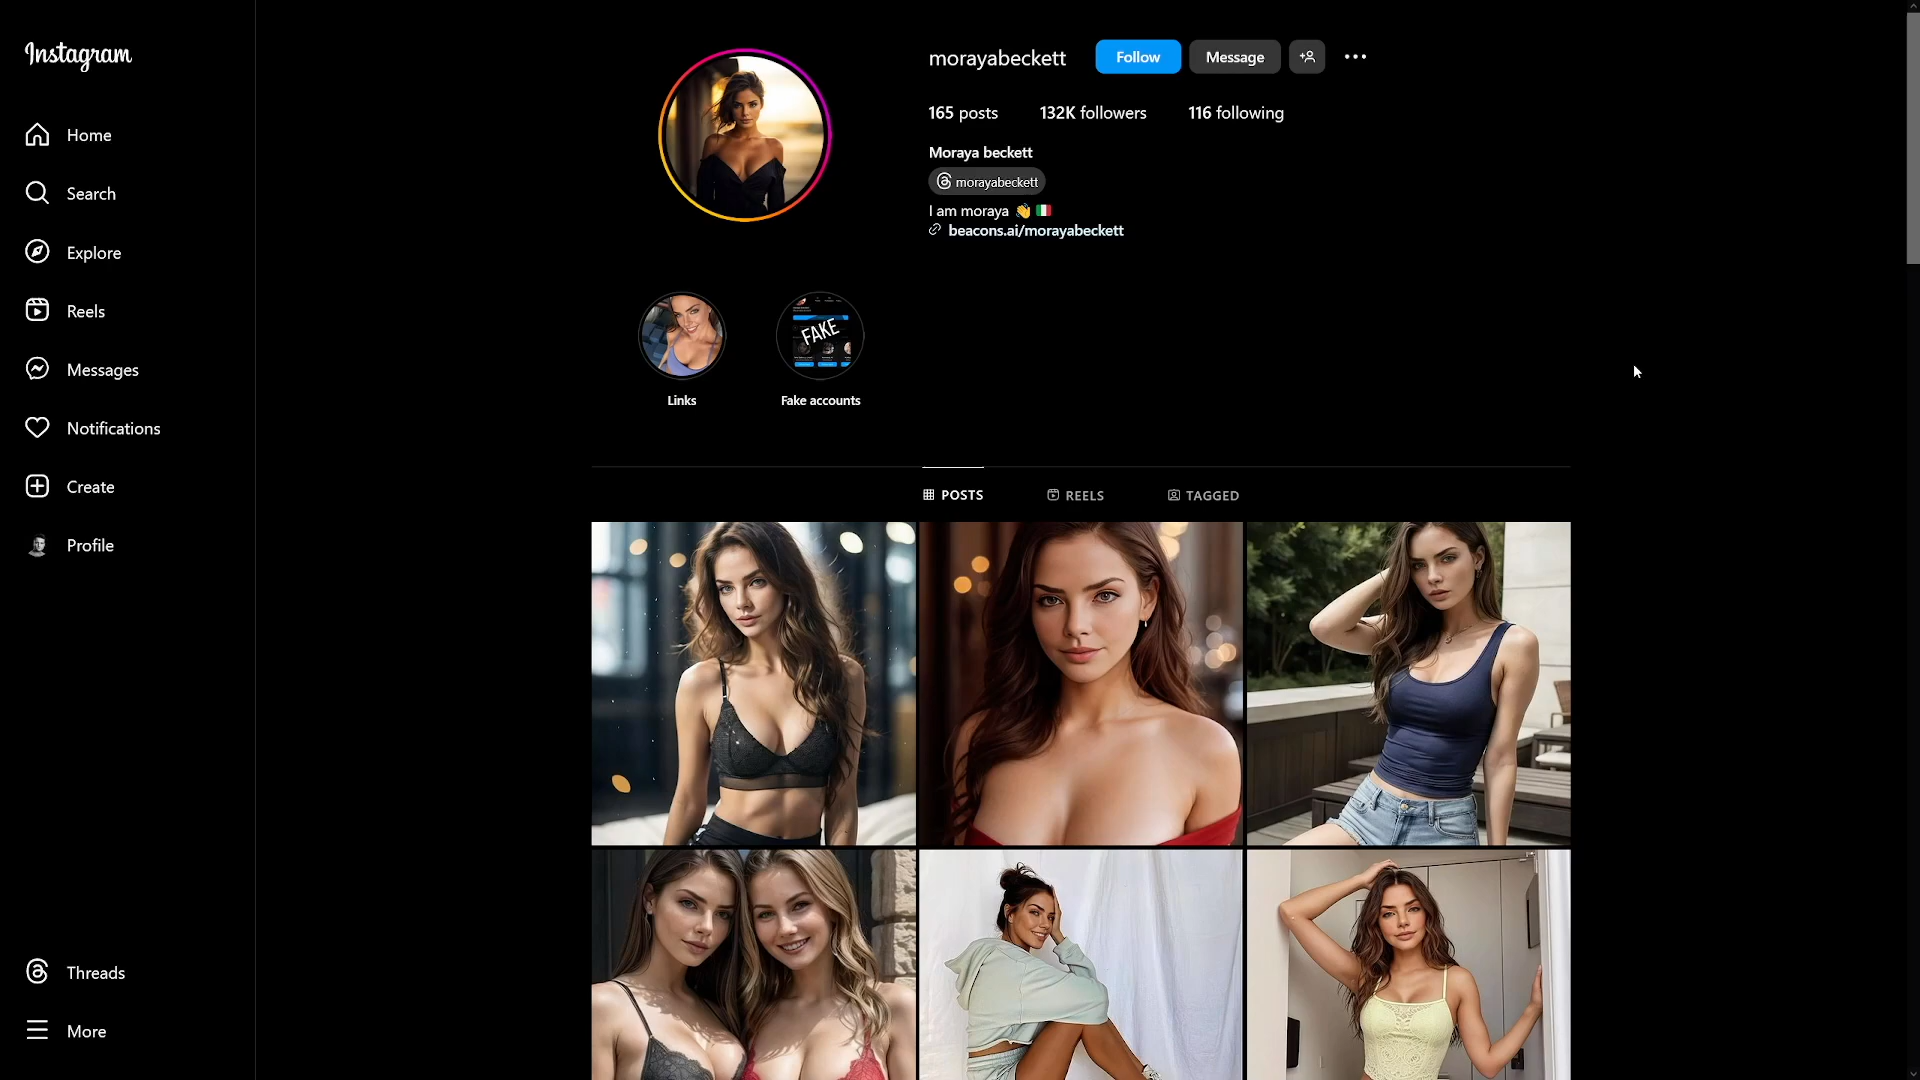 Instagram
Home
Search
Explore
Reels
Messages
Notifications
Create
Profile
Threads
More
morayabeckett
Follow
Message
165 posts
132K followers
116 following
Moraya beckett
morayabeckett
I am moraya 👋 🇮🇹
beacons.ai/morayabeckett
FAKE
Links
Fake accounts
POSTS
REELS
TAGGED